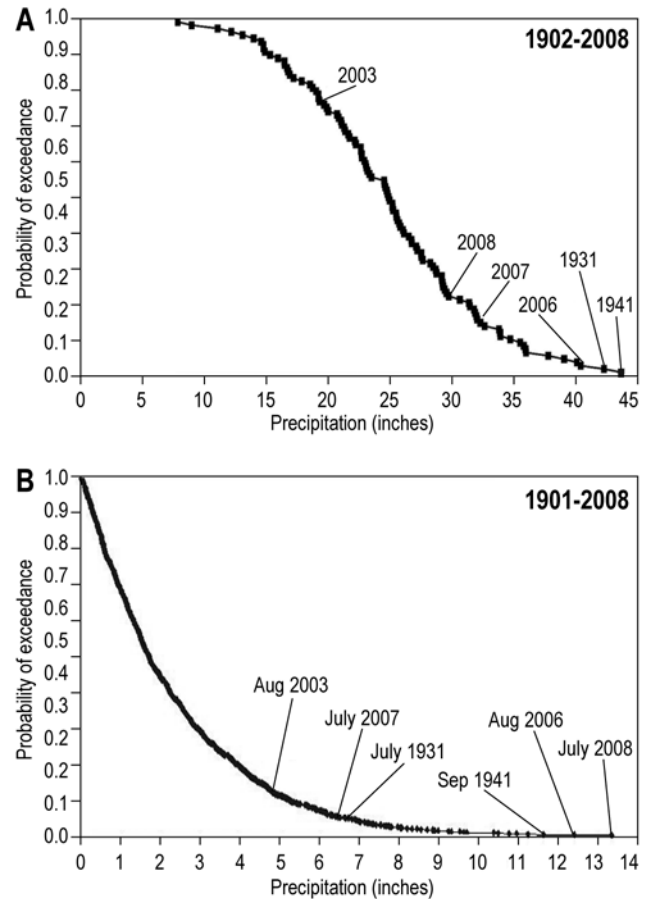 A
1902-2008
Probability of exceedance
1.0
0.9
0.8
0.7
0.6
0.5
0.4
0.3
0.2
0.1
0.0
2003
2008
2007
2006
1931
1941
0 5 10 15 20 25 30 35 40 45
Precipitation (inches)
B
1901-2008
Probability of exceedance
1.0
0.9
0.8
0.7
0.6
0.5
0.4
0.3
0.2
0.1
0.0
Aug 2003
July 2007
July 1931
Sep 1941
Aug 2006
July 2008
0 1 2 3 4 5 6 7 8 9 10 11 12 13 14
Precipitation (inches)